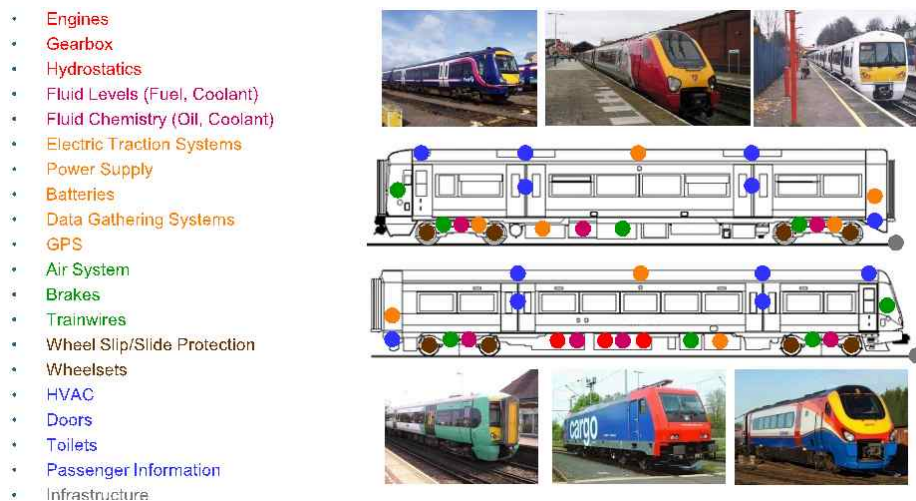 Engines
Gearbox
Hydrostatics
Fluid Levels (Fuel, Coolant)
Fluid Chemistry (Oil, Coolant)
Electric Traction Systems
Power Supply
Batteries
Data Gathering Systems
GPS
Air System
Brakes
Trainwires
Wheel Slip/Slide Protection
Wheelsets
HVAC
Doors
Toilets
Passenger Information
Infrastructure
cargo